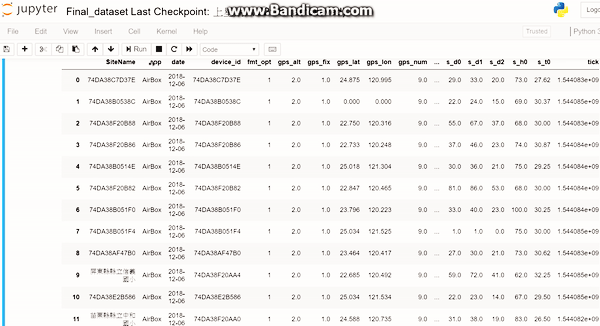 jupyter Final_dataset Last Checkpoint: 上
www.Bandicam.com
Logo
File Edit View Insert Cell Kernel Widgets Help
Trusted Python 3
Run Code
SiteName app date device_id fmt_opt gps_alt gps_fix gps_lat gps_lon gps_num ... s_d0 s_d1 s_d2 s_h0 s_t0 tick
0 74DA38C7D37E AirBox 2018-12-06 74DA38C7D37E 1 2.0 1.0 24.875 120.995 9.0 ... 29.0 33.0 20.0 73.0 27.62 1.544083e+09
1 74DA38B0538C AirBox 2018-12-06 74DA38B0538C 1 2.0 1.0 0.000 0.000 9.0 ... 22.0 24.0 15.0 69.0 30.37 1.544085e+09
2 74DA38F20B88 AirBox 2018-12-06 74DA38F20B88 1 2.0 1.0 22.750 120.316 9.0 ... 55.0 67.0 37.0 68.0 30.00 1.544085e+09
3 74DA38F20B86 AirBox 2018-12-06 74DA38F20B86 1 2.0 1.0 22.733 120.248 9.0 ... 37.0 46.0 23.0 74.0 30.87 1.544085e+09
4 74DA38B0514E AirBox 2018-12-06 74DA38B0514E 1 2.0 1.0 25.018 121.304 9.0 ... 30.0 36.0 21.0 75.0 29.25 1.544085e+09
5 74DA38F20B82 AirBox 2018-12-06 74DA38F20B82 1 2.0 1.0 22.847 120.465 9.0 ... 81.0 86.0 53.0 68.0 30.00 1.544085e+09
6 74DA38B051F0 AirBox 2018-12-06 74DA38B051F0 1 2.0 1.0 23.796 120.223 9.0 ... 33.0 40.0 23.0 100.0 30.25 1.544085e+09
7 74DA38B051F4 AirBox 2018-12-06 74DA38B051F4 1 2.0 1.0 25.034 121.525 9.0 ... 1.0 1.0 0.0 75.0 30.00 1.544084e+09
8 74DA38AF47B0 AirBox 2018-12-06 74DA38AF47B0 1 2.0 1.0 23.464 120.417 9.0 ... 27.0 30.0 21.0 73.0 30.62 1.544084e+09
9 AirBox 2018-12-06 74DA38F20AA4 1 2.0 1.0 22.685 120.492 9.0 ... 59.0 72.0 41.0 62.0 32.25 1.544085e+09
10 74DA38E2B586 AirBox 2018-12-06 74DA38E2B586 1 2.0 1.0 25.034 121.534 9.0 ... 22.0 23.0 14.0 67.0 29.50 1.544085e+09
11 AirBox 2018- 74DA38F20AA0 1 2.0 1.0 24.588 120.735 9.0 ... 31.0 38.0 19.0 83.0 26.50 1.544085e+09